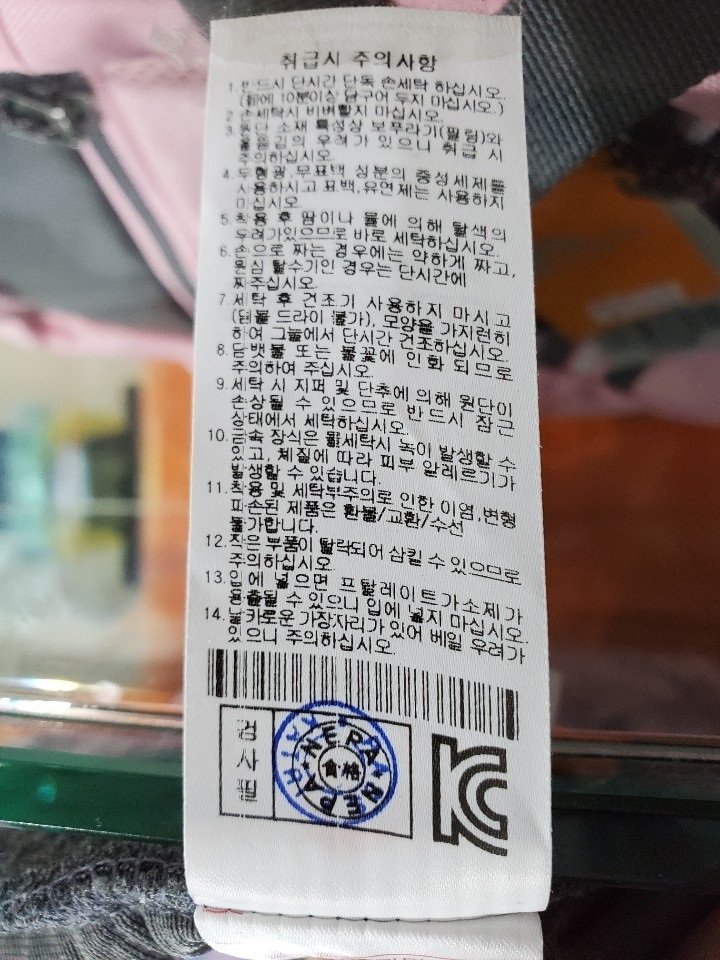 취급시 주의사항
1. 반드시 단시간 단독 손세탁 하십시오.
(물에 10분이상 담구어 두지 마십시오.)
2. 손세탁시 비벼빨지 마십시오.
3. 원단 소재 특성상 보푸라기(필링)와
올뜯김의 우려가 있으니 취급 시
주의하십시오.
4. 무형광,무표백 성분의 중성세제를
사용하시고 표백,유연제는 사용하지
마십시오.
5. 착용 후 땀이나 물에 의해 탈색의
우려가있으므로 바로 세탁하십시오.
6. 손으로 짜는 경우에는 약하게 짜고,
원심 탈수기인 경우는 단시간에
짜주십시오.
7. 세탁 후 건조기 사용하지 마시고
(텀블 드라이 불가), 모양을 가지런히
하여 그늘에서 단시간 건조하십시오.
8. 담뱃불 또는 불꽃에 인화 되므로
주의하여 주십시오.
9. 세탁 시 지퍼 및 단추에 의해 원단이
손상될 수 있으므로 반드시 잠근
상태에서 세탁하십시오.
10. 금속 장식은 물세탁시 녹이 발생할 수
있고, 체질에 따라 피부 알레르기가
발생할 수 있습니다.
11. 착용 및 세탁부주의로 인한 이염,변형
파손된 제품은 환불/교환/수선
불가합니다.
12. 작은 부품이 탈락되어 삼킬 수 있으므로
주의하십시오.
13. 입에 넣으면 프탈레이트가소제가
용출될 수 있으니 입에 넣지 마십시오.
14. 날카로운 가장자리가 있어 베일 우려가
있으니 주의하십시오.
검사필
NEPA
NEPA
KC